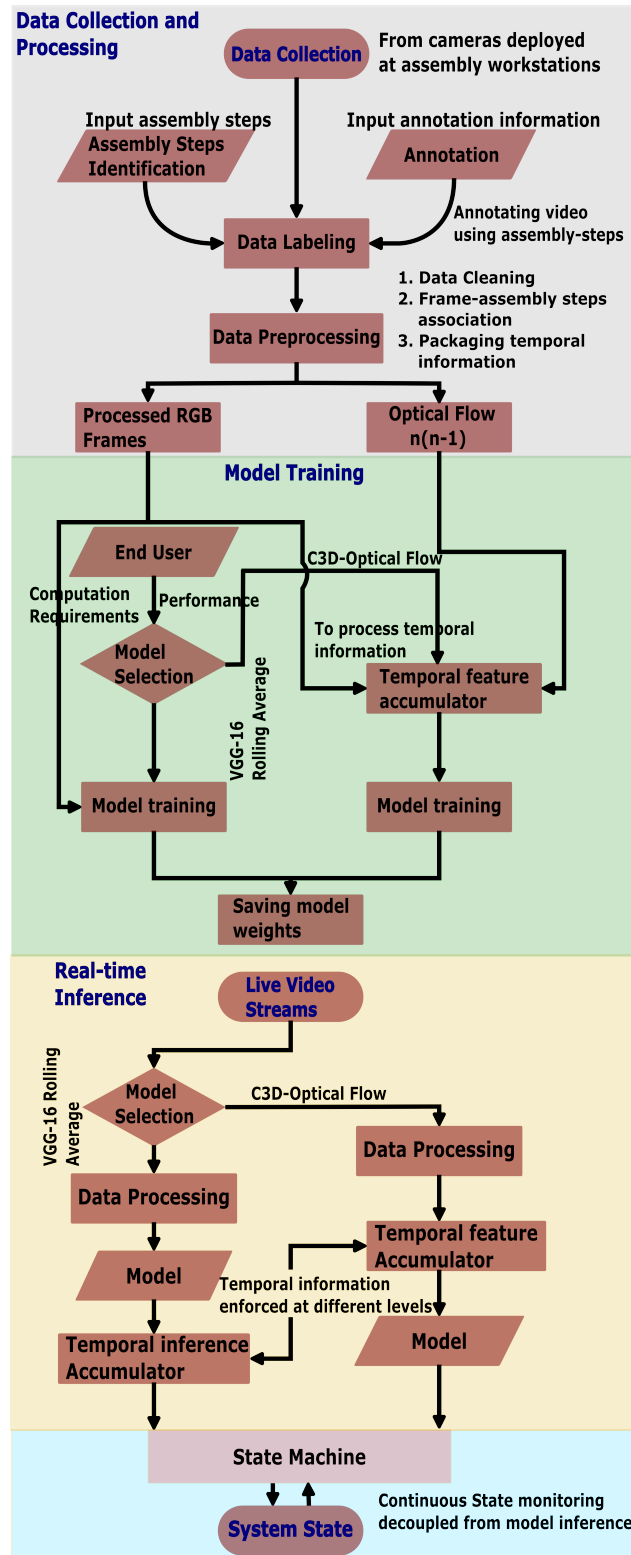 Data Collection and
Processing
Data Collection
From cameras deployed
at assembly workstations
Input assembly steps
Assembly Steps
Identification
Input annotation information
Annotation
Annotating video
using assembly-steps
Data Labeling
1. Data Cleaning
2. Frame-assembly steps
association
3. Packaging temporal
information
Data Preprocessing
Processed RGB
Frames
Optical Flow
n(n-1)
Model Training
End User
C3D-Optical Flow
Computation
Requirements
Performance
Model
Selection
To process temporal
information
VGG-16
Rolling Average
Temporal feature
accumulator
Model training
Model training
Saving model
weights
Real-time
Inference
Live Video
Streams
VGG-16 Rolling
Average
Model
Selection
C3D-Optical Flow
Data Processing
Data Processing
Temporal feature
Accumulator
Model
Temporal information
enforced at different levels
Temporal inference
Accumulator
Model
State Machine
System State
Continuous State monitoring
decoupled from model inference